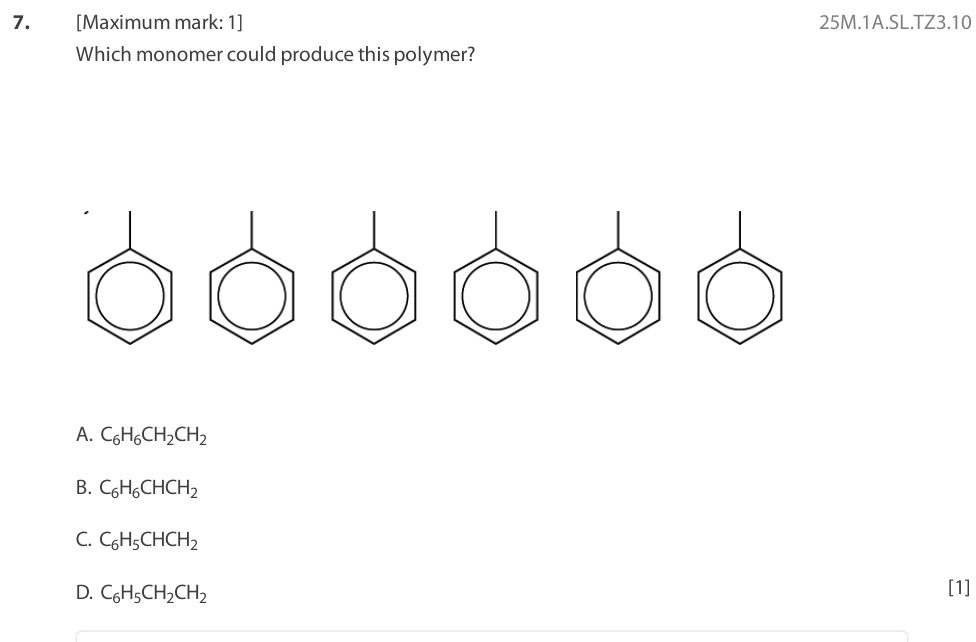 7. [Maximum mark: 1] 25M.1A.SL.TZ3.10
Which monomer could produce this polymer?
A. C₆H₆CH₂CH₂
B. C₆H₆CHCH₂
C. C₆H₅CHCH₂
D. C₆H₅CH₂CH₂ [1]